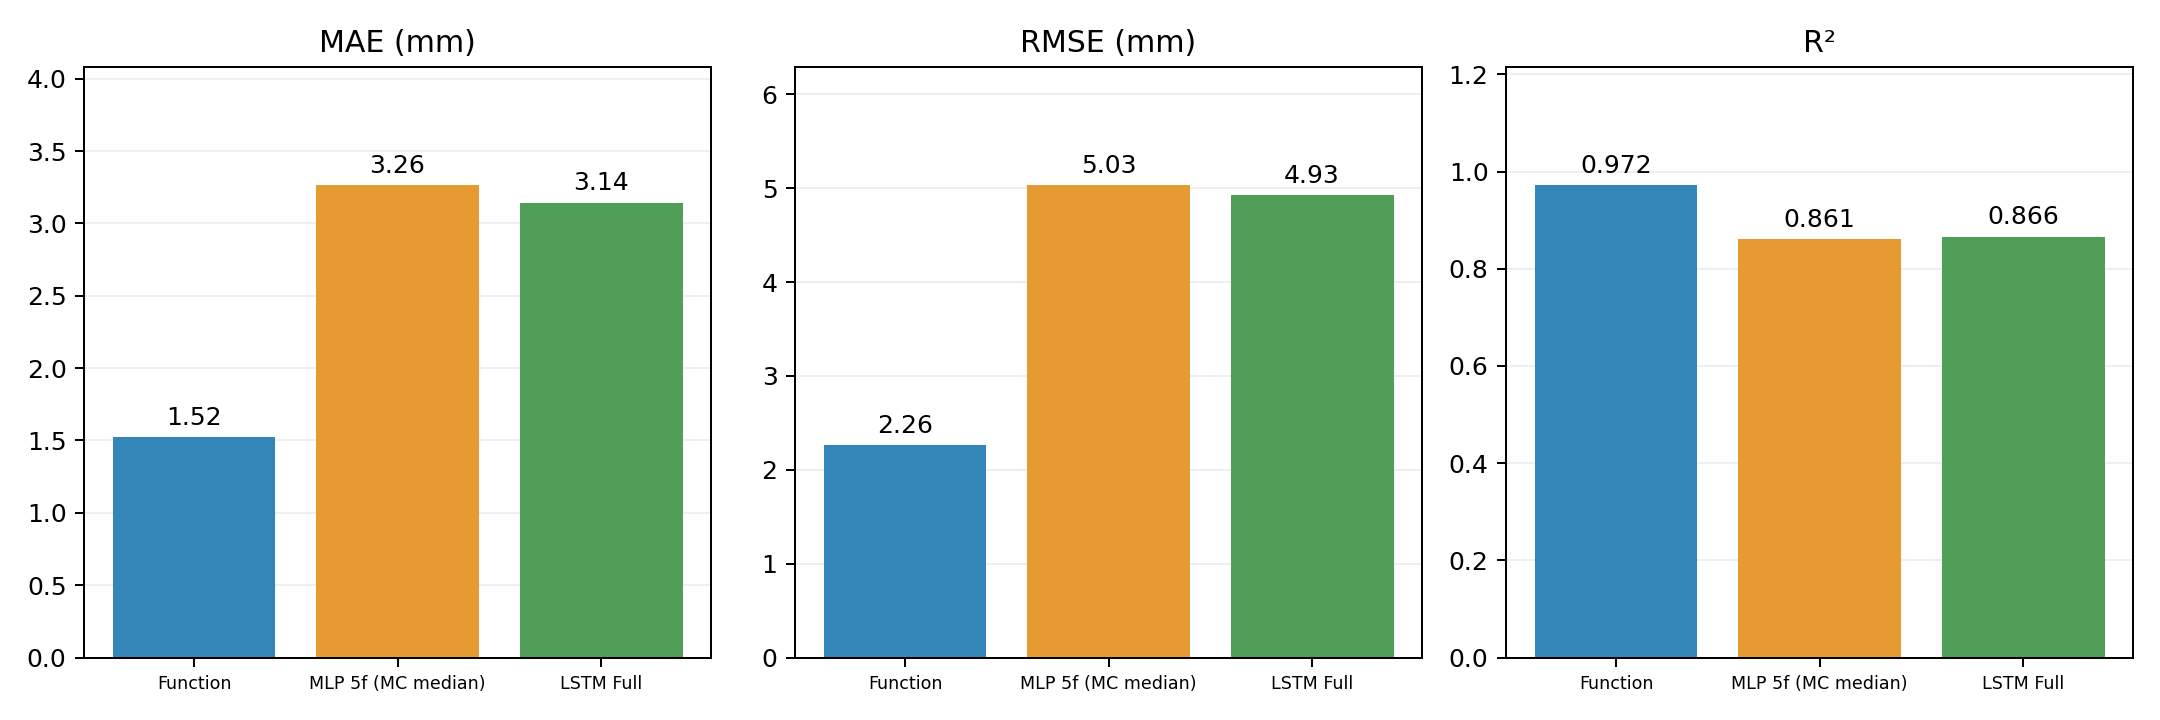 MAE (mm)
4.0
3.5
3.0
2.5
2.0
1.5
1.0
0.5
0.0
1.52
3.26
3.14
Function
MLP 5f (MC median)
LSTM Full
RMSE (mm)
6
5
4
3
2
1
0
2.26
5.03
4.93
Function
MLP 5f (MC median)
LSTM Full
R²
1.2
1.0
0.8
0.6
0.4
0.2
0.0
0.972
0.861
0.866
Function
MLP 5f (MC median)
LSTM Full